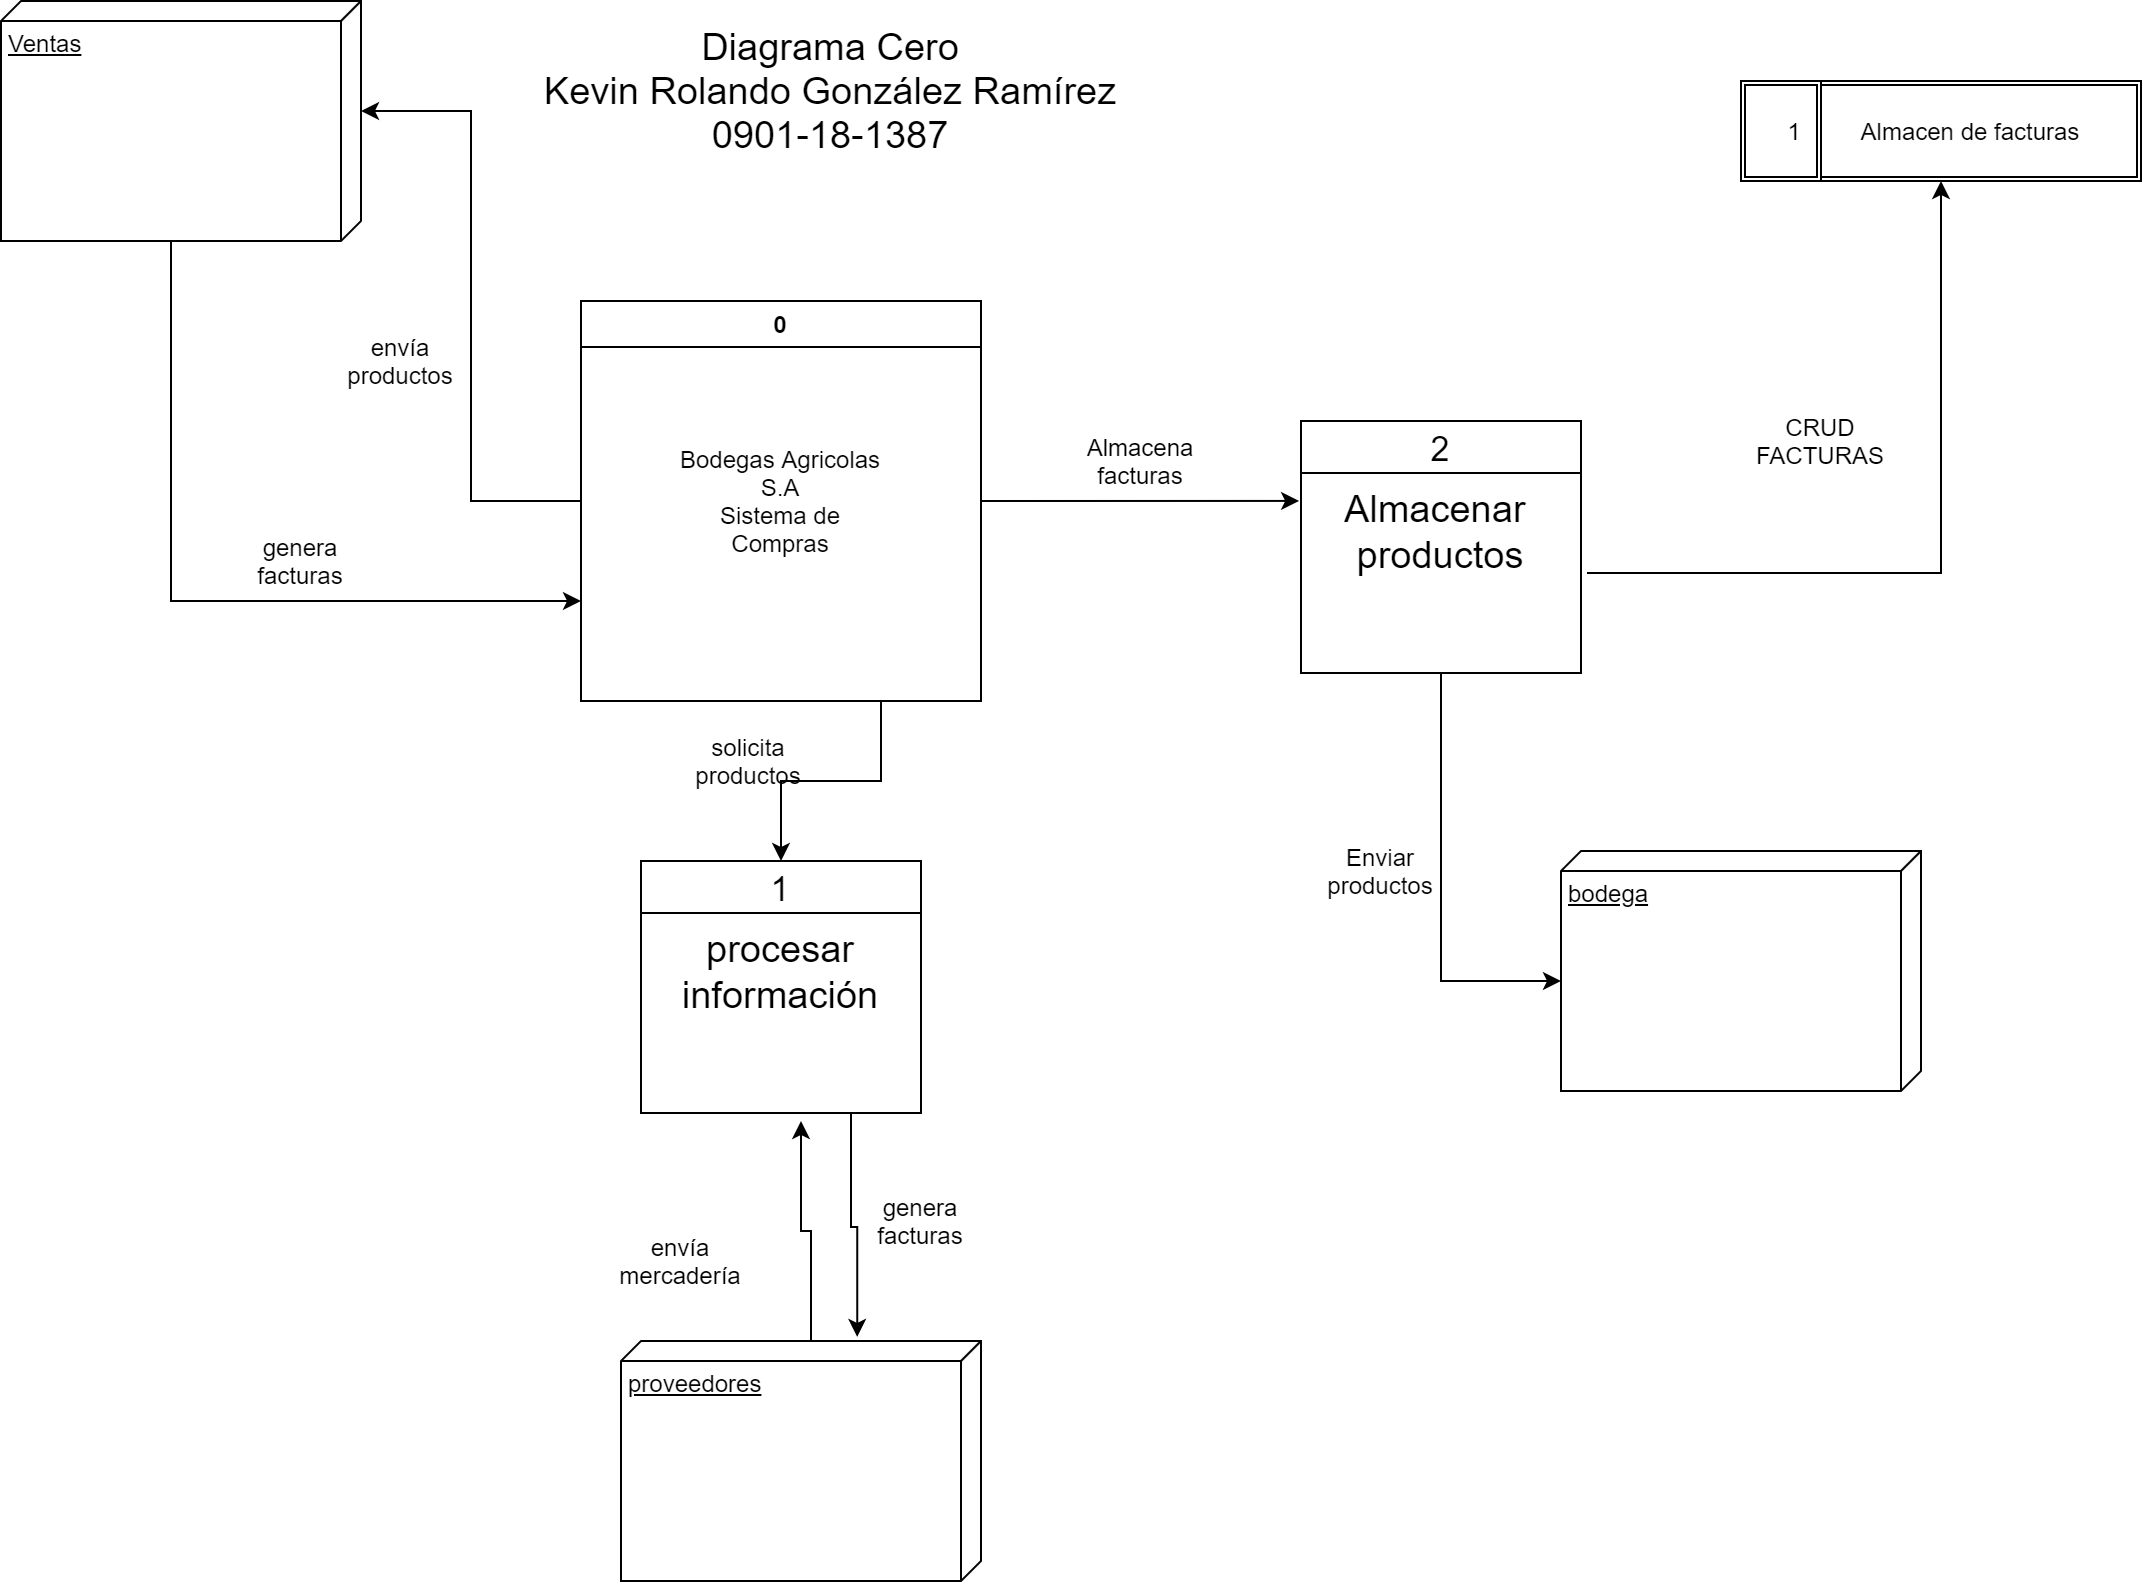 Ventas
Diagrama Cero
Kevin Rolando González Ramírez
0901-18-1387
1
Almacen de facturas
0
envía
productos
Bodegas Agricolas
S.A
Sistema de
Compras
Almacena
facturas
2
Almacenar
productos
CRUD
FACTURAS
genera
facturas
solicita
productos
1
procesar
información
Enviar
productos
bodega
genera
facturas
envía
mercadería
proveedores